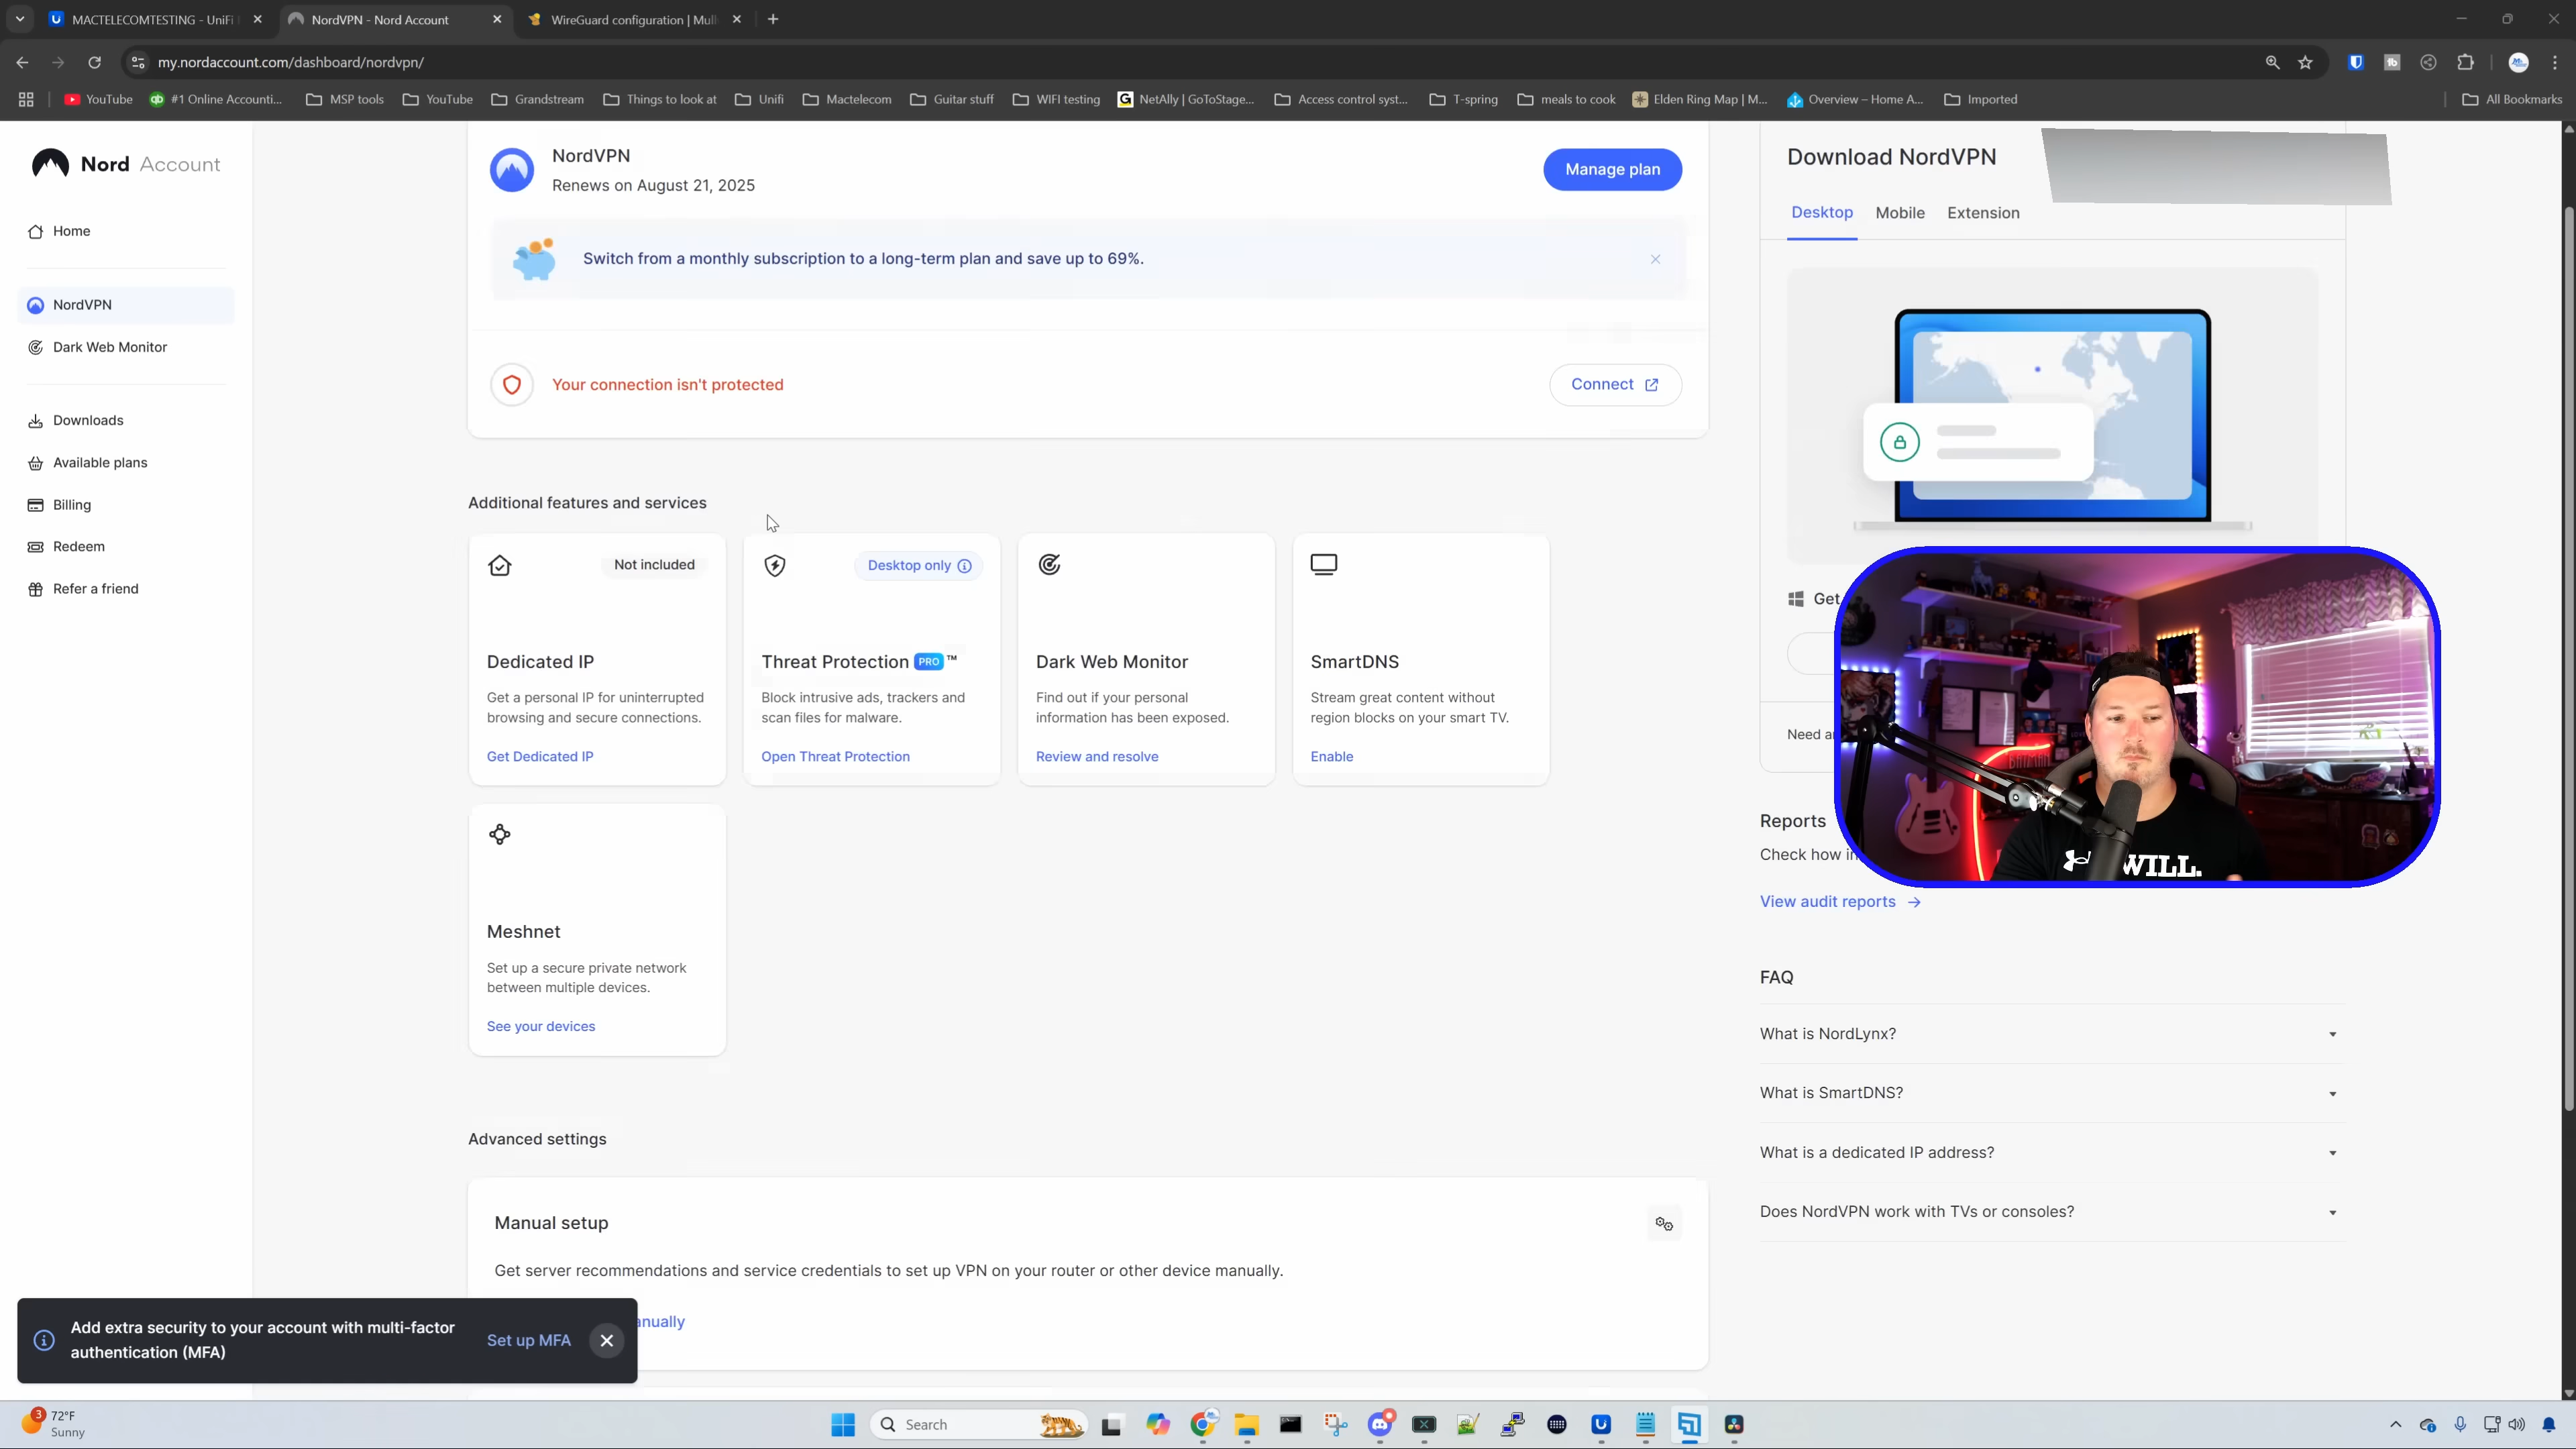 MACTELECOMTESTING - UniFi
NordVPN - Nord Account
WireGuard configuration | Mull
my.nordaccount.com/dashboard/nordvpn/
YouTube
#1 Online Accounti...
MSP tools
YouTube
Grandstream
Things to look at
Unifi
Mactelecom
Guitar stuff
WIFI testing
NetAlly | GoToStage...
Access control syst...
T-spring
meals to cook
Elden Ring Map | M...
Overview – Home A...
Imported
All Bookmarks
Nord Account
Home
NordVPN
Dark Web Monitor
Downloads
Available plans
Billing
Redeem
Refer a friend
NordVPN
Renews on August 21, 2025
Manage plan
Switch from a monthly subscription to a long-term plan and save up to 69%.
Your connection isn't protected
Connect
Additional features and services
Not included
Dedicated IP
Get a personal IP for uninterrupted
browsing and secure connections.
Get Dedicated IP
Desktop only
Threat Protection PRO ™
Block intrusive ads, trackers and
scan files for malware.
Open Threat Protection
Dark Web Monitor
Find out if your personal
information has been exposed.
Review and resolve
SmartDNS
Stream great content without
region blocks on your smart TV.
Enable
Meshnet
Set up a secure private network
between multiple devices.
See your devices
Advanced settings
Manual setup
Get server recommendations and service credentials to set up VPN on your router or other device manually.
anually
Add extra security to your account with multi-factor
authentication (MFA)
Set up MFA
Download NordVPN
Desktop
Mobile
Extension
Get
Need a
WILL.
Reports
Check how in
View audit reports →
FAQ
What is NordLynx?
What is SmartDNS?
What is a dedicated IP address?
Does NordVPN work with TVs or consoles?
3
72°F
Sunny
Search